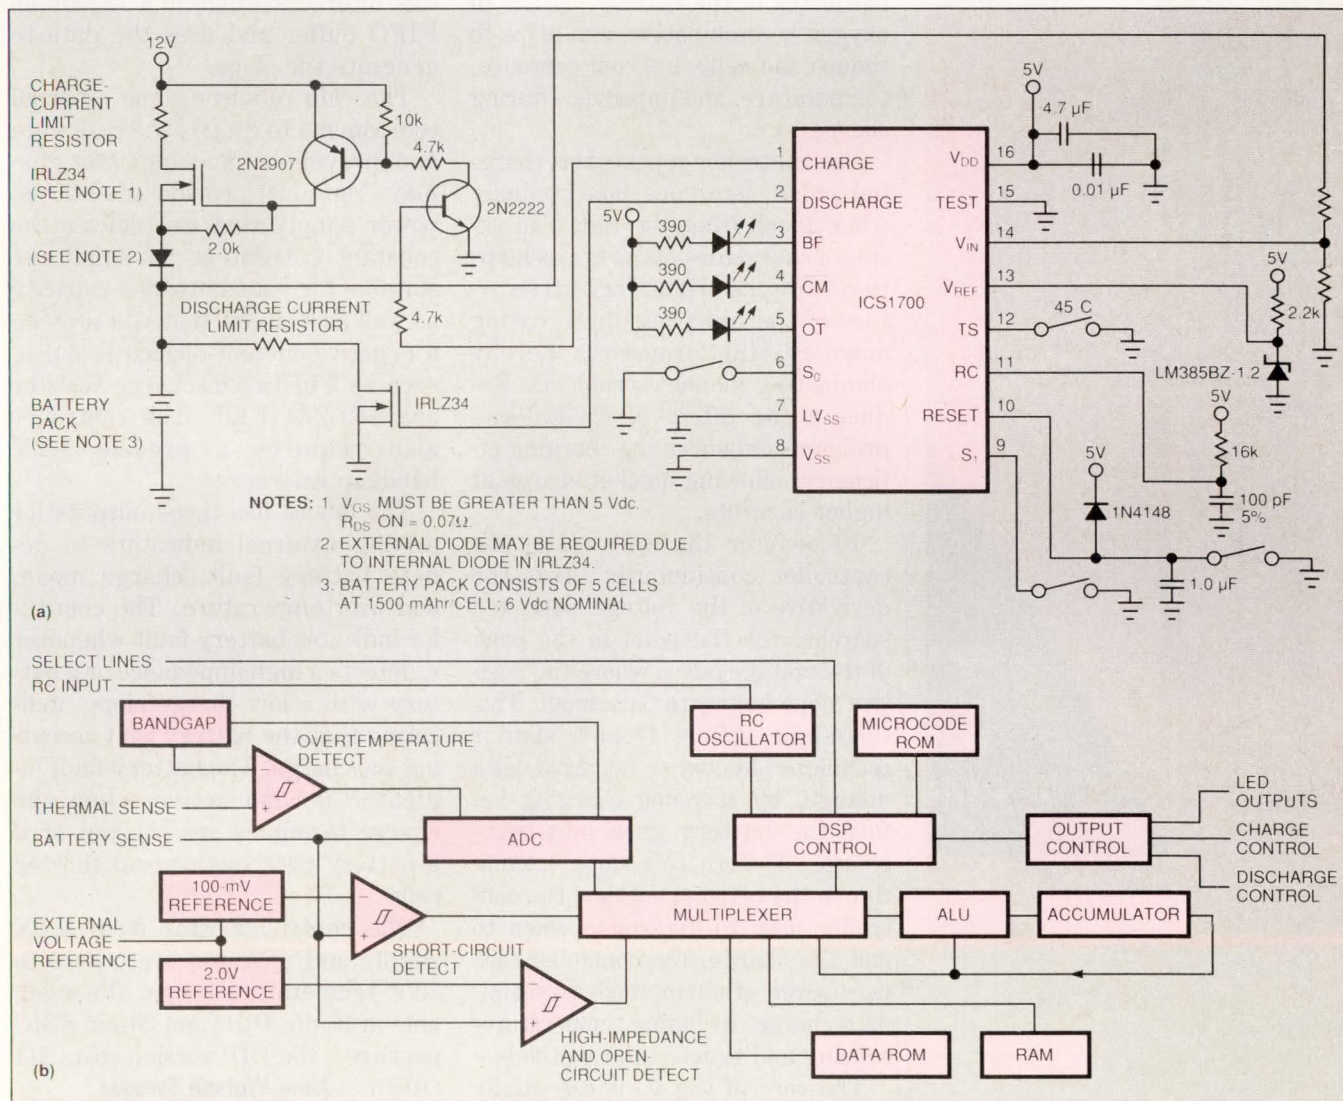 12V
CHARGE-
CURRENT
LIMIT
RESISTOR
IRLZ34
(SEE NOTE 1)
2N2907
10k
4.7k
2N2222
2.0k
(SEE NOTE 2)
DISCHARGE CURRENT
LIMIT RESISTOR
4.7k
BATTERY
PACK
(SEE NOTE 3)
IRLZ34
5V
390
390
390
1 CHARGE
2 DISCHARGE
3 BF
4 CM
5 OT
6 S0
7 LVSS
8 VSS
ICS1700
VDD 16
TEST 15
VIN 14
VREF 13
TS 12
RC 11
RESET 10
S1 9
5V
4.7 µF
0.01 µF
5V
2.2k
45 C
LM385BZ-1.2
5V
16k
100 pF
5%
5V
1N4148
1.0 µF
NOTES: 1. VGS MUST BE GREATER THAN 5 Vdc.
RDS ON = 0.07Ω.
2. EXTERNAL DIODE MAY BE REQUIRED DUE
TO INTERNAL DIODE IN IRLZ34.
3. BATTERY PACK CONSISTS OF 5 CELLS
AT 1500 mAhr/CELL: 6 Vdc NOMINAL
(a)
SELECT LINES
RC INPUT
BANDGAP
OVERTEMPERATURE
DETECT
RC
OSCILLATOR
MICROCODE
ROM
THERMAL SENSE
BATTERY SENSE
ADC
DSP
CONTROL
OUTPUT
CONTROL
LED
OUTPUTS
CHARGE
CONTROL
DISCHARGE
CONTROL
100-mV
REFERENCE
EXTERNAL
VOLTAGE
REFERENCE
2.0V
REFERENCE
−
+
SHORT-CIRCUIT
DETECT
MULTIPLEXER
ALU
ACCUMULATOR
−
+
HIGH-IMPEDANCE
AND OPEN-
CIRCUIT DETECT
DATA ROM
RAM
(b)